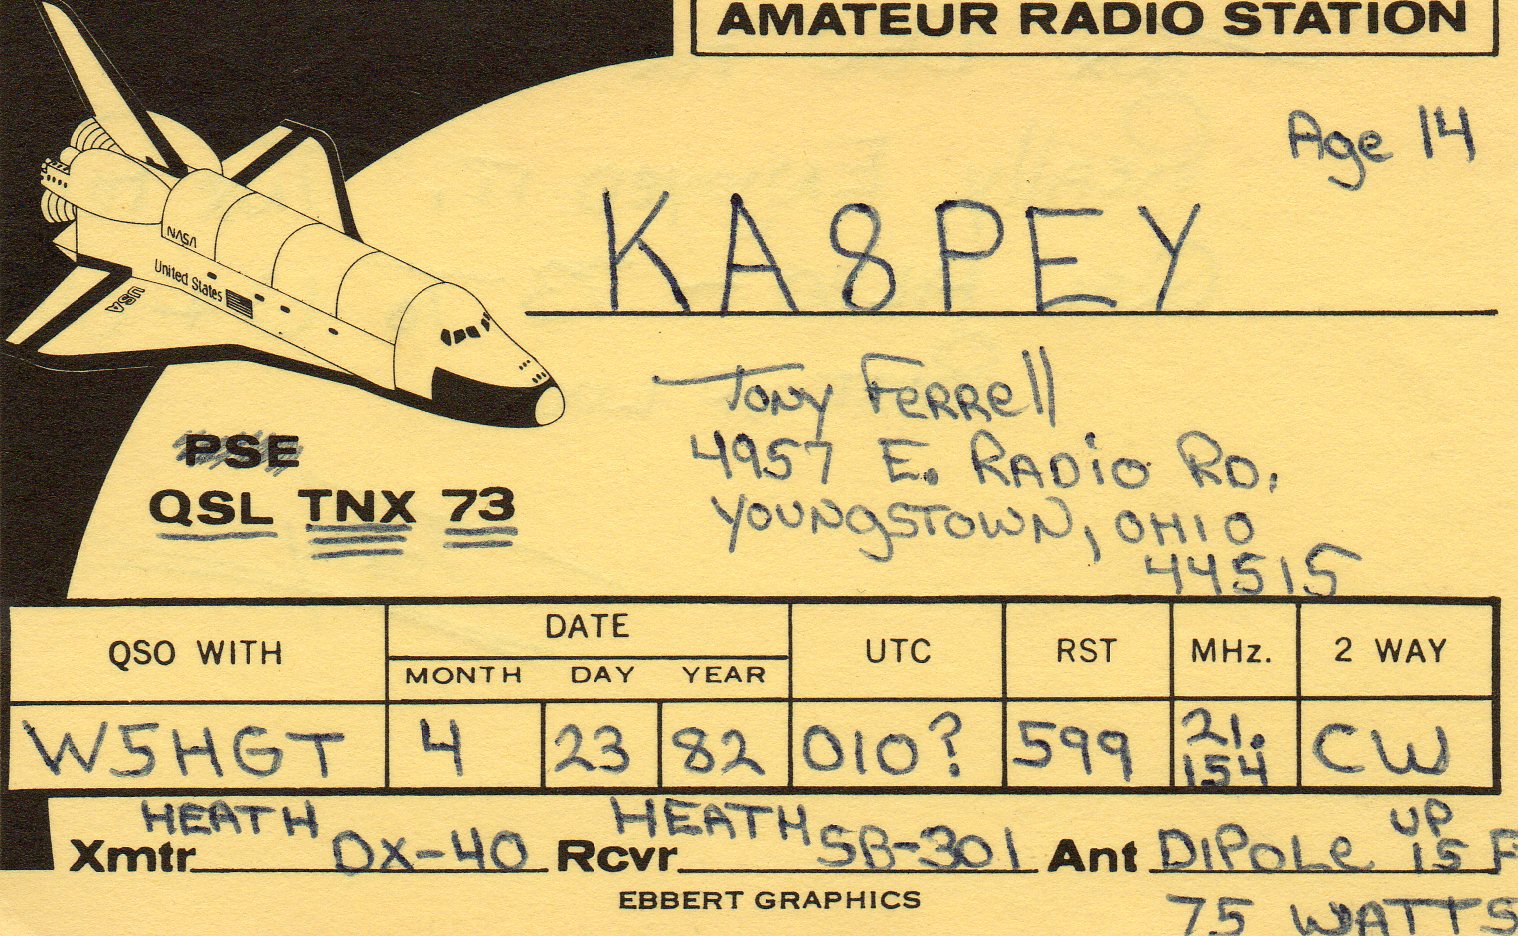 AMATEUR RADIO STATION
Age 14
KA8PEY
NASA
United States
USA
Tony Ferrell
4957 E. Radio Rd.
Youngstown, Ohio
44515
PSE
QSL TNX 73
QSO WITH DATE UTC RST MHz. 2 WAY
MONTH DAY YEAR
W5HGT 4 23 82 010? 599 21.154 CW
Xmtr HEATH DX-40 Rcvr HEATH SB-301 Ant DIPOLE UP 15 F
EBBERT GRAPHICS
75 WATTS